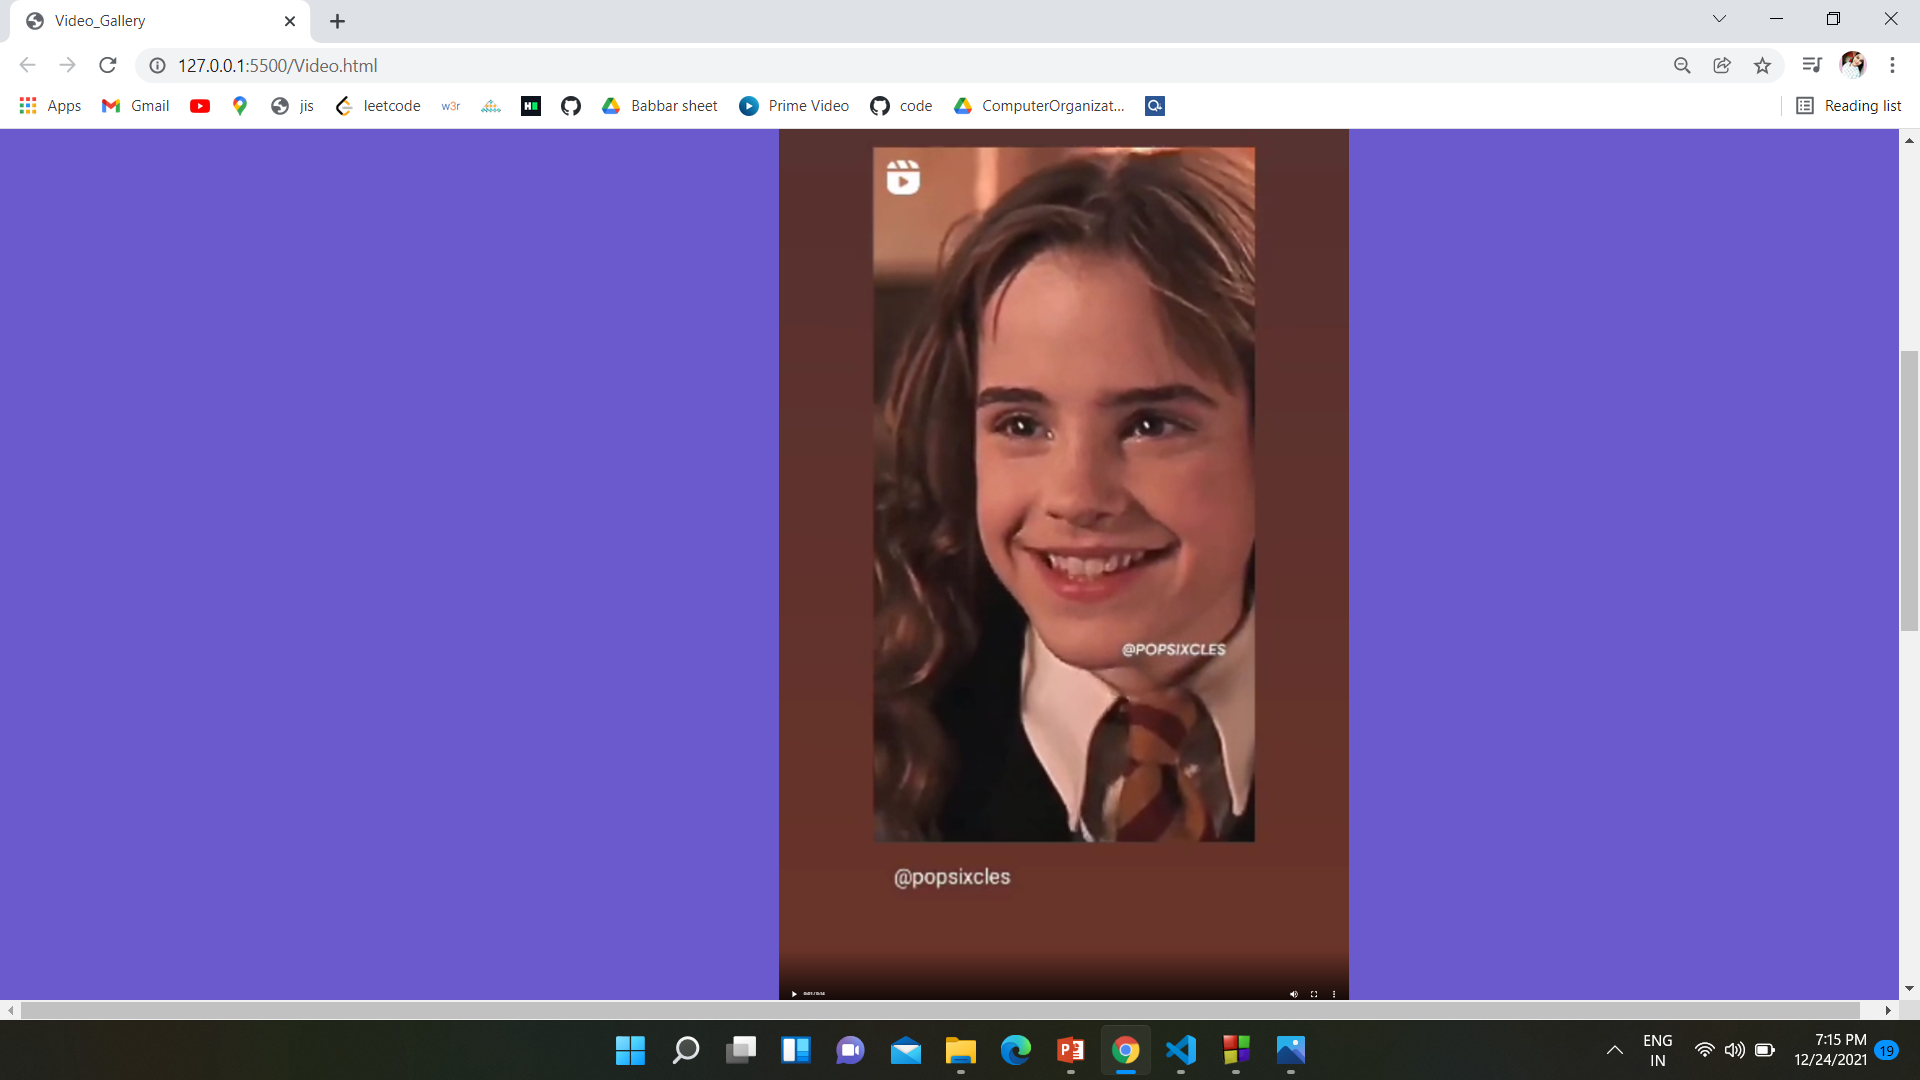 Video_Gallery
127.0.0.1:5500/Video.html
Apps Gmail jis leetcode w3r Babbar sheet Prime Video code ComputerOrganizat... Reading list
@POPSIXCLES
@popsixcles
ENG
IN
7:15 PM
12/24/2021
19